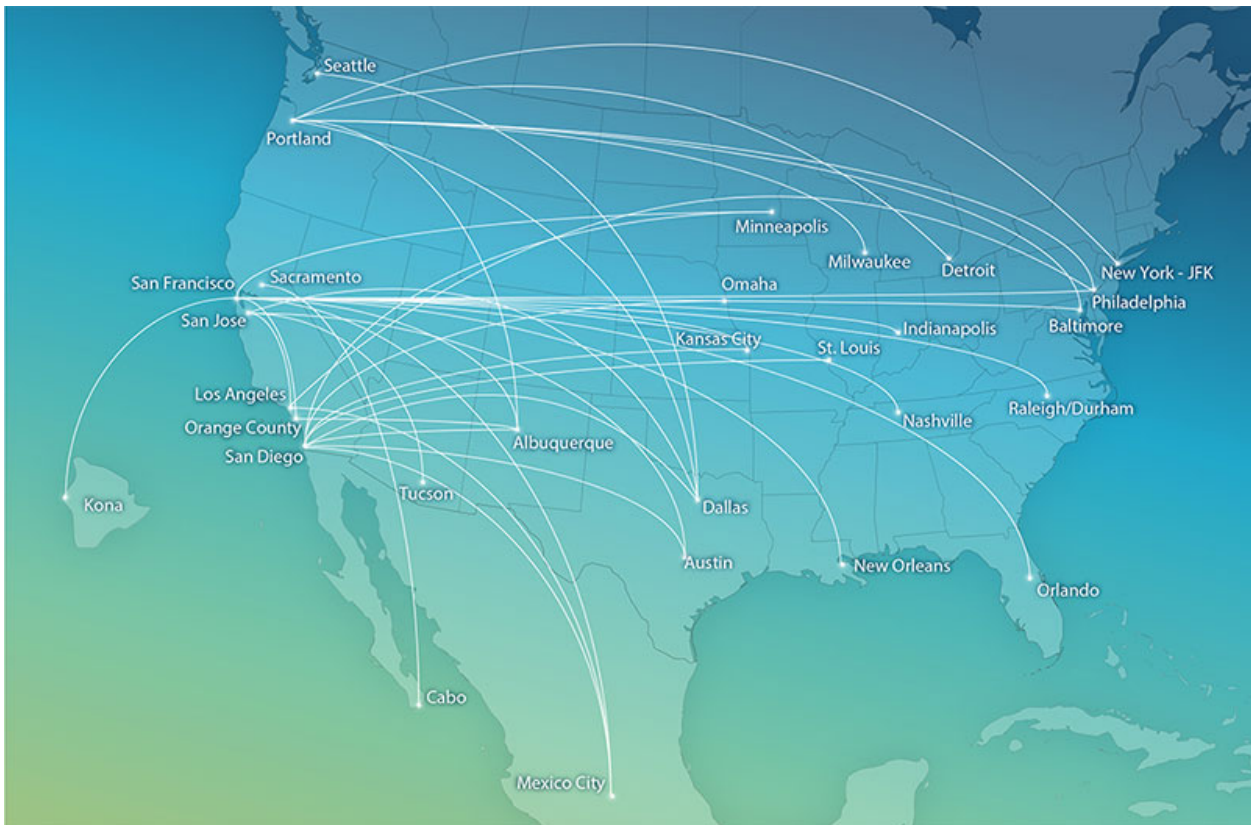 Seattle
Portland
Minneapolis
Milwaukee
Detroit
New York - JFK
San Francisco
Sacramento
Omaha
Philadelphia
San Jose
Baltimore
Indianapolis
Kansas City
St. Louis
Los Angeles
Orange County
Nashville
Raleigh/Durham
San Diego
Albuquerque
Kona
Tucson
Dallas
Austin
New Orleans
Orlando
Cabo
Mexico City